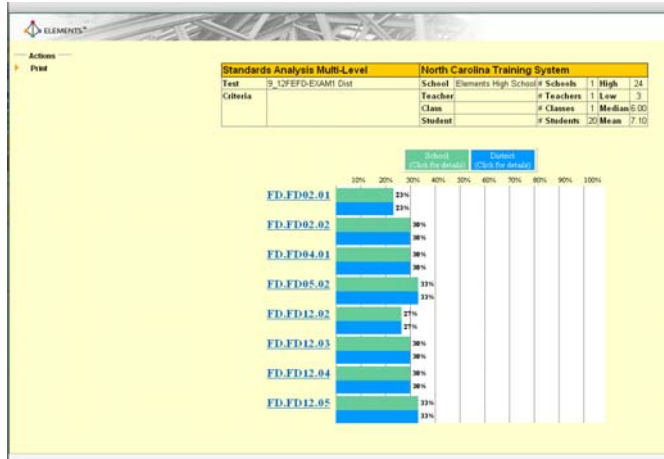 ELEMENTS™
Actions
Print
Standards Analysis Multi-Level North Carolina Training System
Test 9_12FEFD-EXAM1 Dist School Elements High School # Schools 1 High 24
Criteria Teacher # Teachers 1 Low 3
Class # Classes 1 Median 6.00
Student # Students 20 Mean 7.10
School (Click for details) District (Click for details)
10% 20% 30% 40% 50% 60% 70% 80% 90% 100%
FD.FD02.01 23%
23%
FD.FD02.02 30%
30%
FD.FD04.01 30%
30%
FD.FD05.02 33%
33%
FD.FD12.02 27%
27%
FD.FD12.03 30%
30%
FD.FD12.04 30%
30%
FD.FD12.05 33%
33%